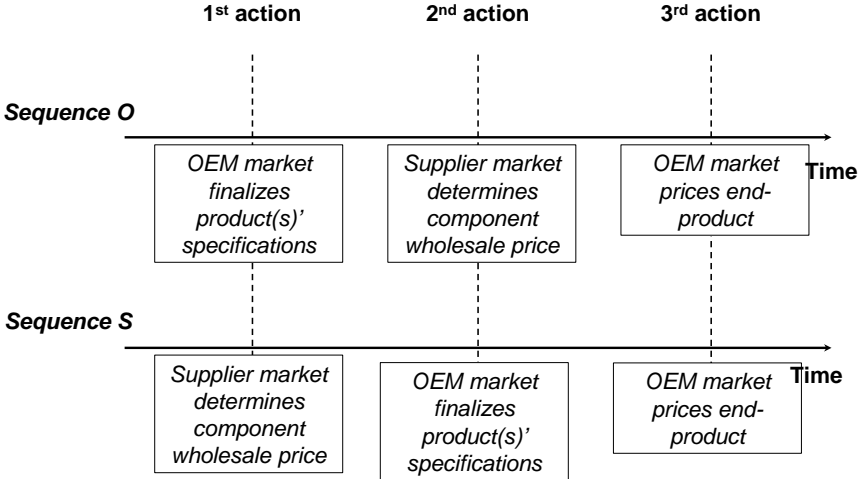 1st action 2nd action 3rd action
Sequence O
Time
OEM market
finalizes
product(s)’
specifications
Supplier market
determines
component
wholesale price
OEM market
prices end-
product
Sequence S
Time
Supplier market
determines
component
wholesale price
OEM market
finalizes
product(s)’
specifications
OEM market
prices end-
product